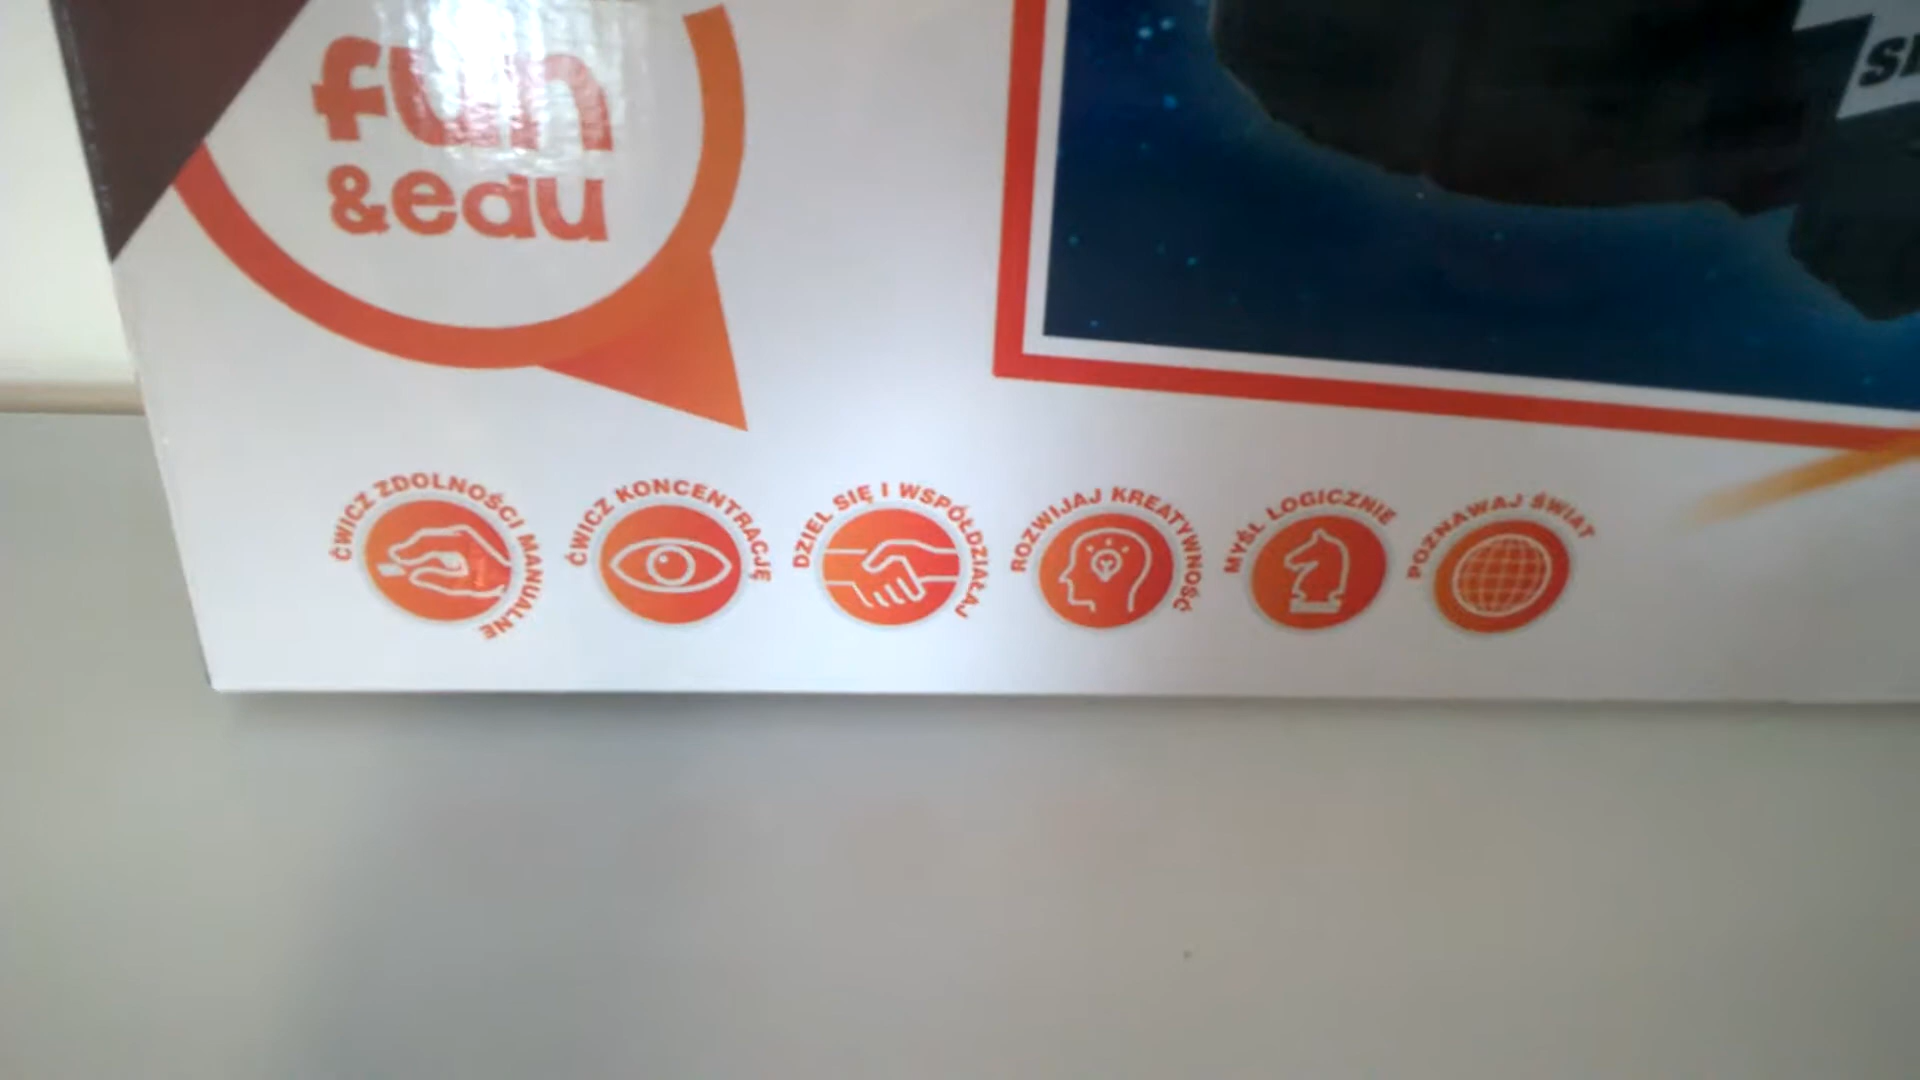 fun
&edu
ĆWICZ ZDOLNOŚCI MANUALNE
ĆWICZ KONCENTRACJĘ
DZIEL SIĘ I WSPÓŁDZIAŁAJ
ROZWIJAJ KREATYWNOŚĆ
MYŚL LOGICZNIE
POZNAWAJ ŚWIAT